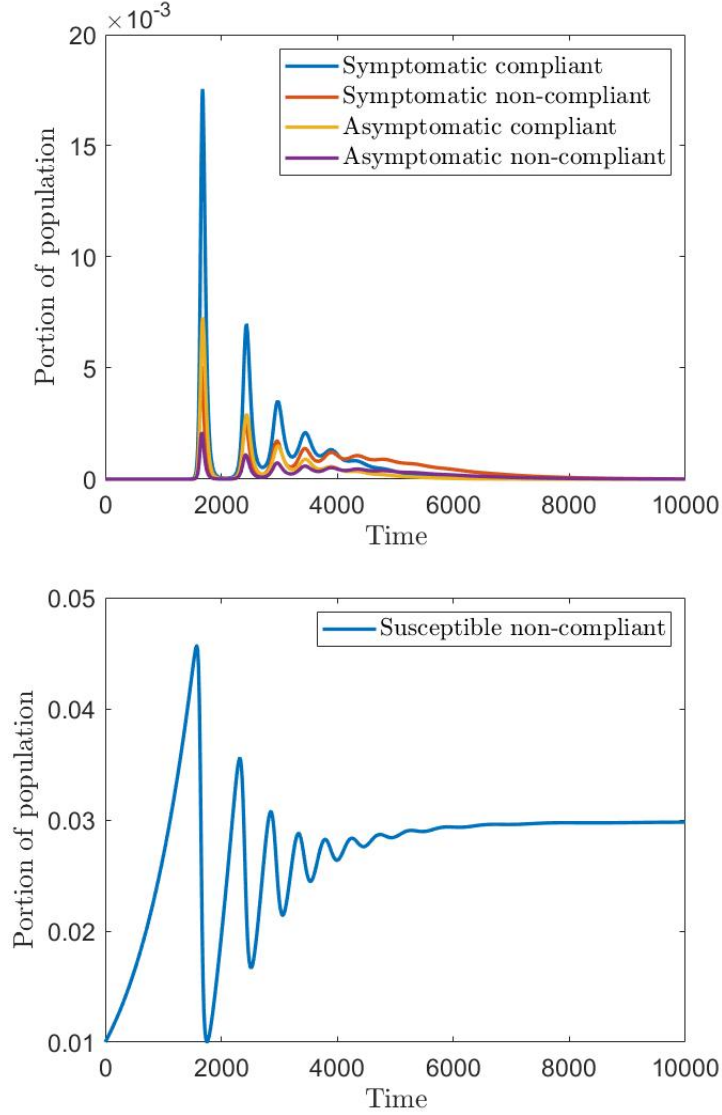 ×10⁻³
20
15
10
5
0
Portion of population
Symptomatic compliant
Symptomatic non-compliant
Asymptomatic compliant
Asymptomatic non-compliant
0 2000 4000 6000 8000 10000
Time
0.05
0.04
0.03
0.02
0.01
Portion of population
Susceptible non-compliant
0 2000 4000 6000 8000 10000
Time